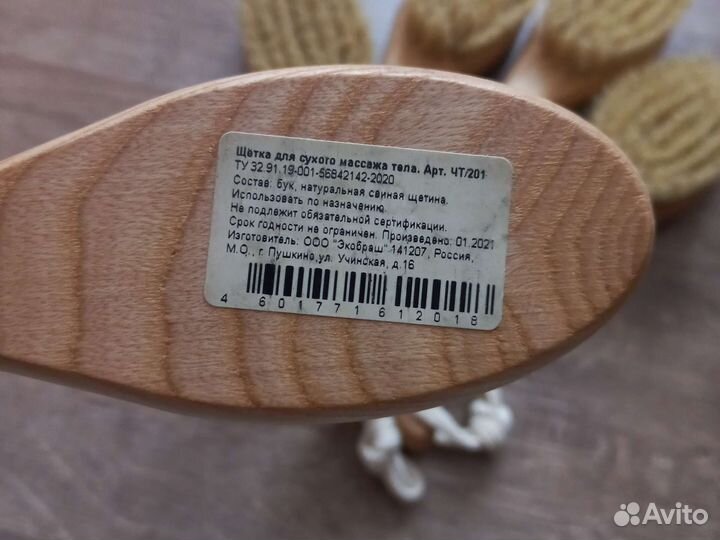 Щётка для сухого массажа тела. Арт. ЧТ/201
ТУ 32.91.19-001-56842142-2020
Состав: бук, натуральная свиная щетина.
Использовать по назначению.
Не подлежит обязательной сертификации.
Срок годности не ограничен. Произведено: 01.2021
Изготовитель: ООО "Экобраш" 141207, Россия,
М.О., г. Пушкино,ул. Учинская, д.16
4 601771 612018
Avito